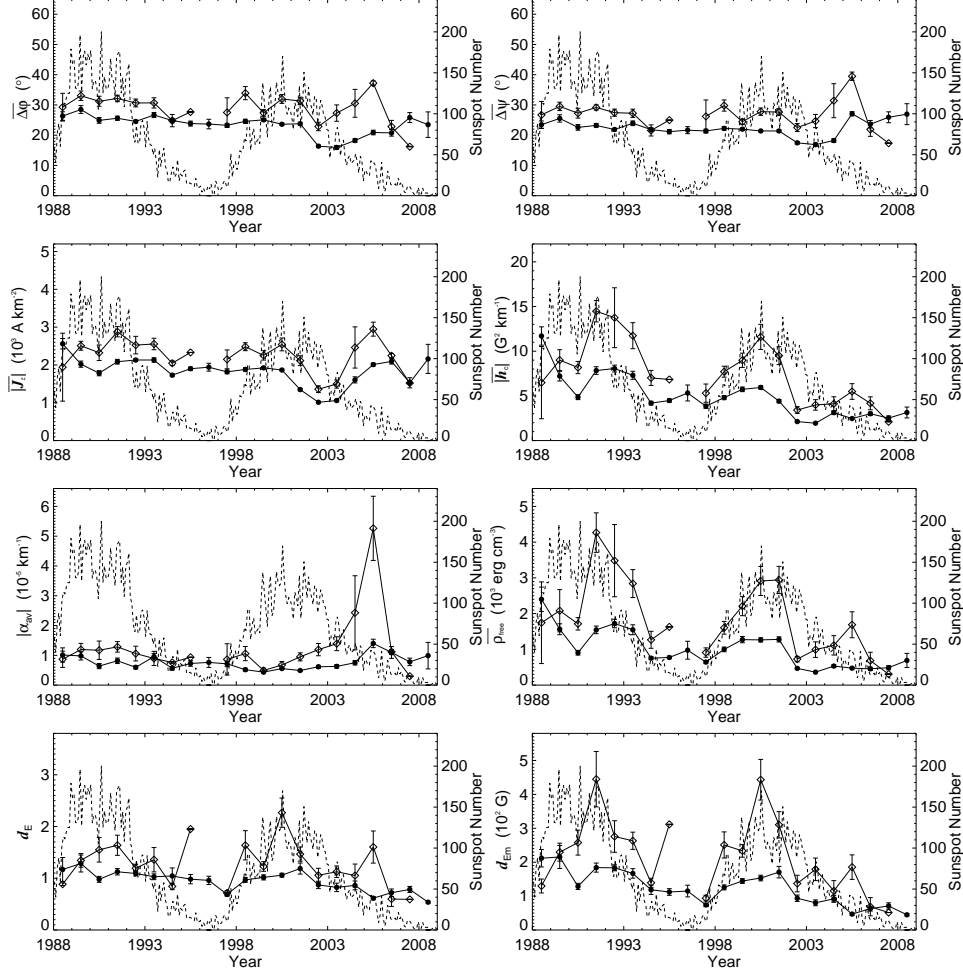 60
50
40
30
20
10
0
Δφ (°)
200
150
100
50
0
Sunspot Number
1988 1993 1998 2003 2008
Year
60
50
40
30
20
10
0
Δψ (°)
200
150
100
50
0
Sunspot Number
1988 1993 1998 2003 2008
Year
5
4
3
2
1
0
|J_z| (10³ A km⁻²)
200
150
100
50
0
Sunspot Number
1988 1993 1998 2003 2008
Year
20
15
10
5
0
|h_c| (G² km⁻¹)
200
150
100
50
0
Sunspot Number
1988 1993 1998 2003 2008
Year
6
5
4
3
2
1
0
|α_av| (10⁻⁵ km⁻¹)
200
150
100
50
0
Sunspot Number
1988 1993 1998 2003 2008
Year
5
4
3
2
1
0
ρ_free (10³ erg cm⁻³)
200
150
100
50
0
Sunspot Number
1988 1993 1998 2003 2008
Year
3
2
1
0
d_E
200
150
100
50
0
Sunspot Number
1988 1993 1998 2003 2008
Year
5
4
3
2
1
0
d_Em (10² G)
200
150
100
50
0
Sunspot Number
1988 1993 1998 2003 2008
Year